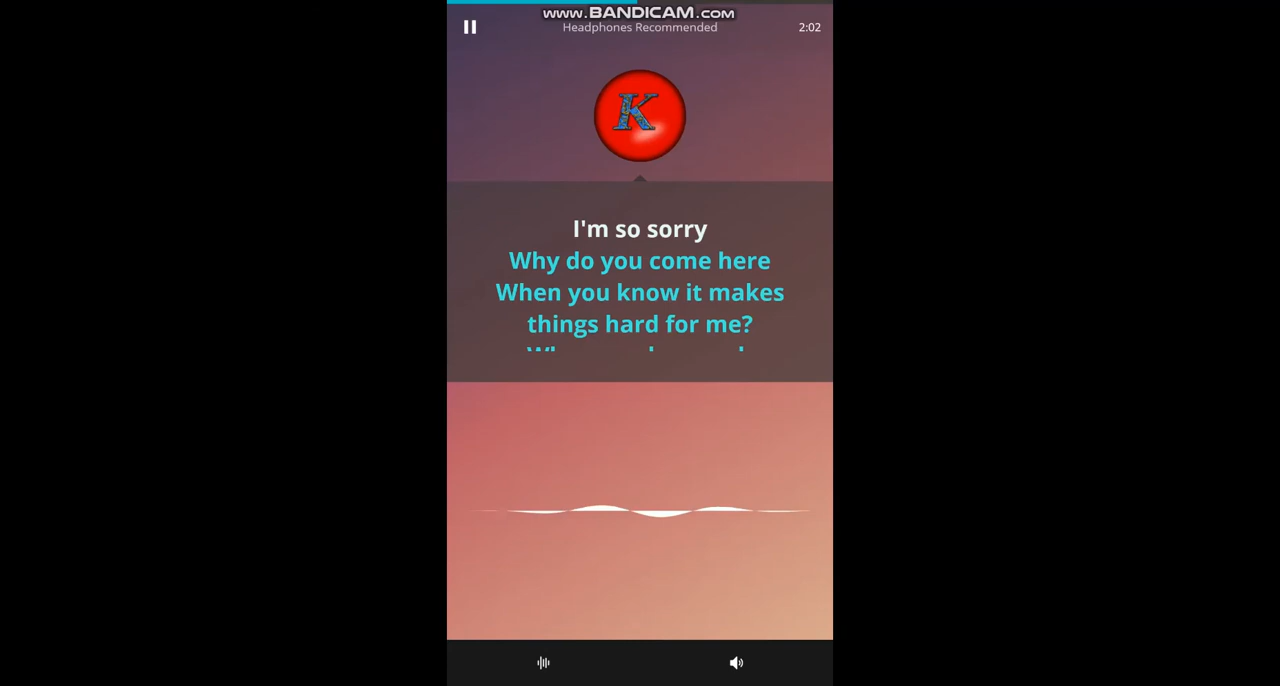 www.BANDICAM.com
Headphones Recommended
2:02
K
I'm so sorry
Why do you come here
When you know it makes
things hard for me?